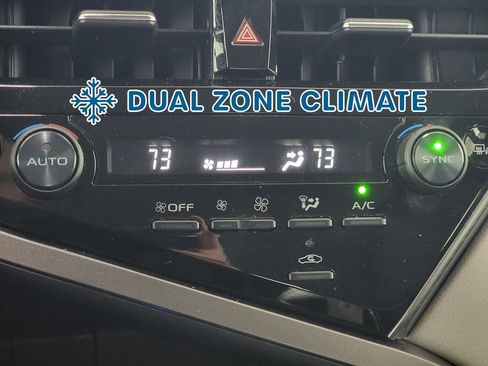 DUAL ZONE CLIMATE
73 73
AUTO
SYNC
OFF
A/C